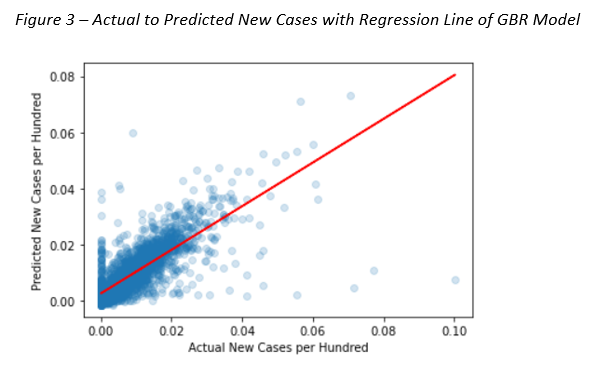 Figure 3 – Actual to Predicted New Cases with Regression Line of GBR Model
0.08
0.06
0.04
0.02
0.00
Predicted New Cases per Hundred
0.00 0.02 0.04 0.06 0.08 0.10
Actual New Cases per Hundred